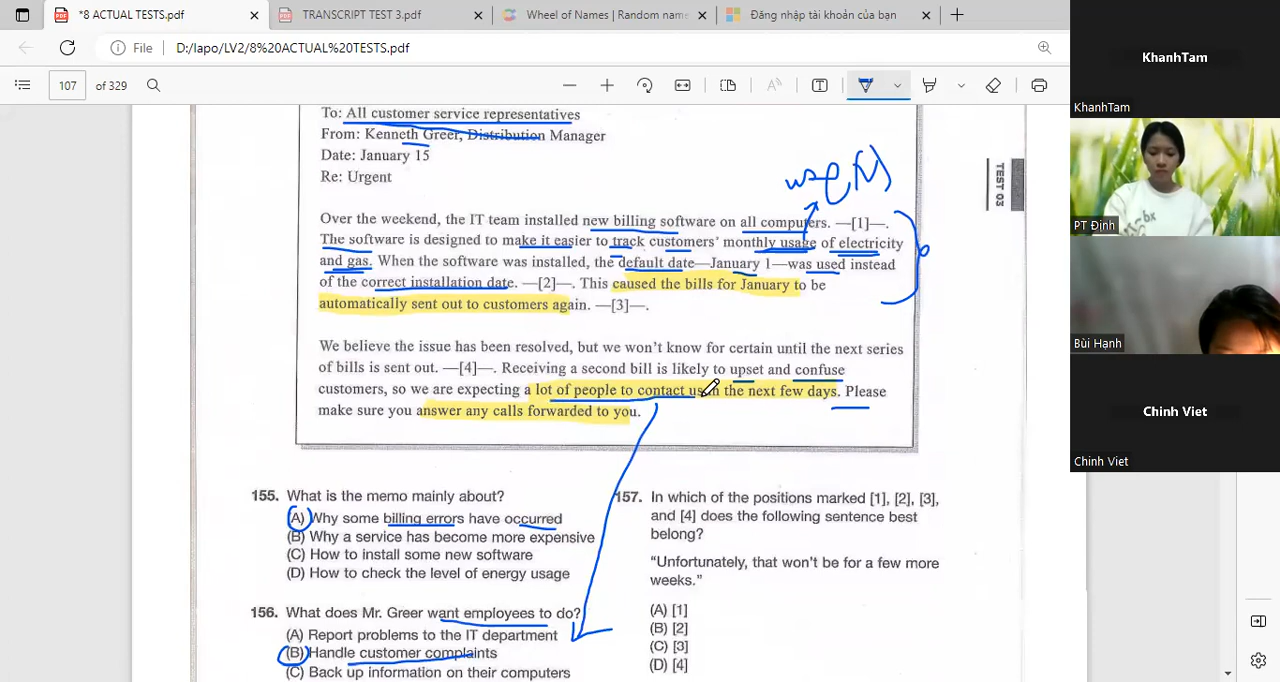 *8 ACTUAL TESTS.pdf
TRANSCRIPT TEST 3.pdf
Wheel of Names | Random name
Đăng nhập tài khoản của bạn
File
D:/lapo/LV2/8%20ACTUAL%20TESTS.pdf
107
of 329
To: All customer service representatives
From: Kenneth Greer, Distribution Manager
Date: January 15
Re: Urgent
use (v)
TEST 03
Over the weekend, the IT team installed new billing software on all computers. —[1]—.
The software is designed to make it easier to track customers' monthly usage of electricity
and gas. When the software was installed, the default date—January 1—was used instead
of the correct installation date. —[2]—. This caused the bills for January to be
automatically sent out to customers again. —[3]—.
We believe the issue has been resolved, but we won't know for certain until the next series
of bills is sent out. —[4]—. Receiving a second bill is likely to upset and confuse
customers, so we are expecting a lot of people to contact us in the next few days. Please
make sure you answer any calls forwarded to you.
155. What is the memo mainly about?
(A) Why some billing errors have occurred
(B) Why a service has become more expensive
(C) How to install some new software
(D) How to check the level of energy usage
156. What does Mr. Greer want employees to do?
(A) Report problems to the IT department
(B) Handle customer complaints
(C) Back up information on their computers
157. In which of the positions marked [1], [2], [3],
and [4] does the following sentence best
belong?
"Unfortunately, that won't be for a few more
weeks."
(A) [1]
(B) [2]
(C) [3]
(D) [4]
KhanhTam
KhanhTam
PT Định
Bùi Hạnh
Chinh Viet
Chinh Viet